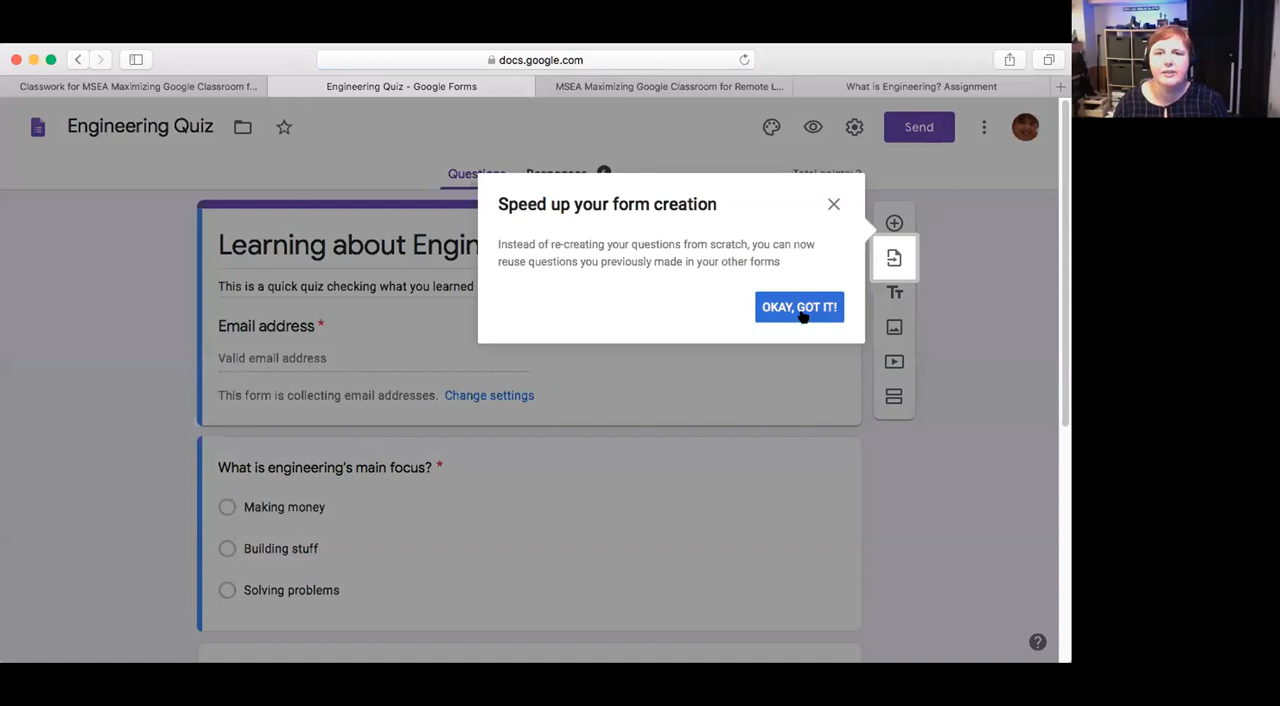 docs.google.com
Classwork for MSEA Maximizing Google Classroom f...
Engineering Quiz - Google Forms
MSEA Maximizing Google Classroom for Remote L...
What is Engineering? Assignment
Engineering Quiz
Send
Questions
Responses
Total points:
Speed up your form creation
Instead of re-creating your questions from scratch, you can now
reuse questions you previously made in your other forms
OKAY, GOT IT!
Learning about Engin
This is a quick quiz checking what you learned
Email address *
Valid email address
This form is collecting email addresses. Change settings
What is engineering's main focus? *
Making money
Building stuff
Solving problems
Tт
?